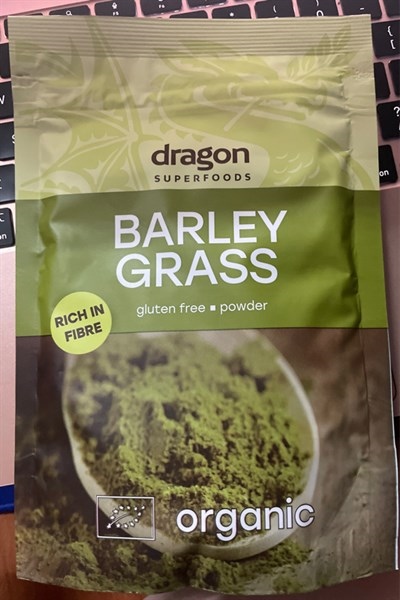 dragon
SUPERFOODS
BARLEY
GRASS
gluten free ▪ powder
RICH IN
FIBRE
organic